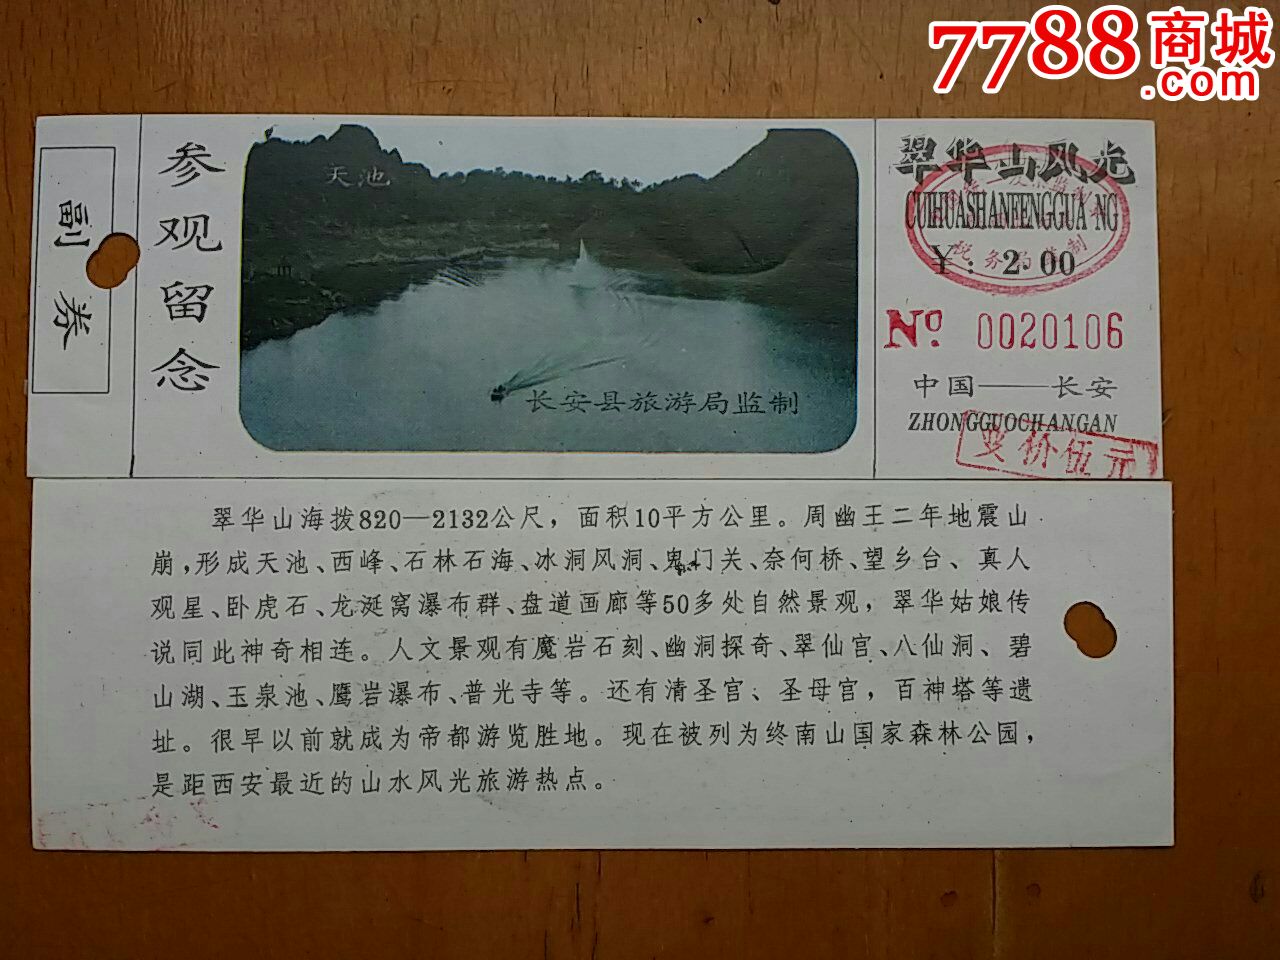 7788商城
.com
副券
参观留念
天池
长安县旅游局监制
翠华山风光
CUIHUASHANFENGGUA NG
税务局监制
￥：2.00
No. 0020106
中国——长安
ZHONGGUOCHANGAN
变价伍元
翠华山海拨820—2132公尺，面积10平方公里。周幽王二年地震山
崩，形成天池、西峰、石林石海、冰洞风洞、鬼门关、奈何桥、望乡台、真人
观星、卧虎石、龙涎窝瀑布群、盘道画廊等50多处自然景观，翠华姑娘传
说同此神奇相连。人文景观有魔岩石刻、幽洞探奇、翠仙宫、八仙洞、碧
山湖、玉泉池、鹰岩瀑布、普光寺等。还有清圣宫、圣母宫，百神塔等遗
址。很早以前就成为帝都游览胜地。现在被列为终南山国家森林公园，
是距西安最近的山水风光旅游热点。